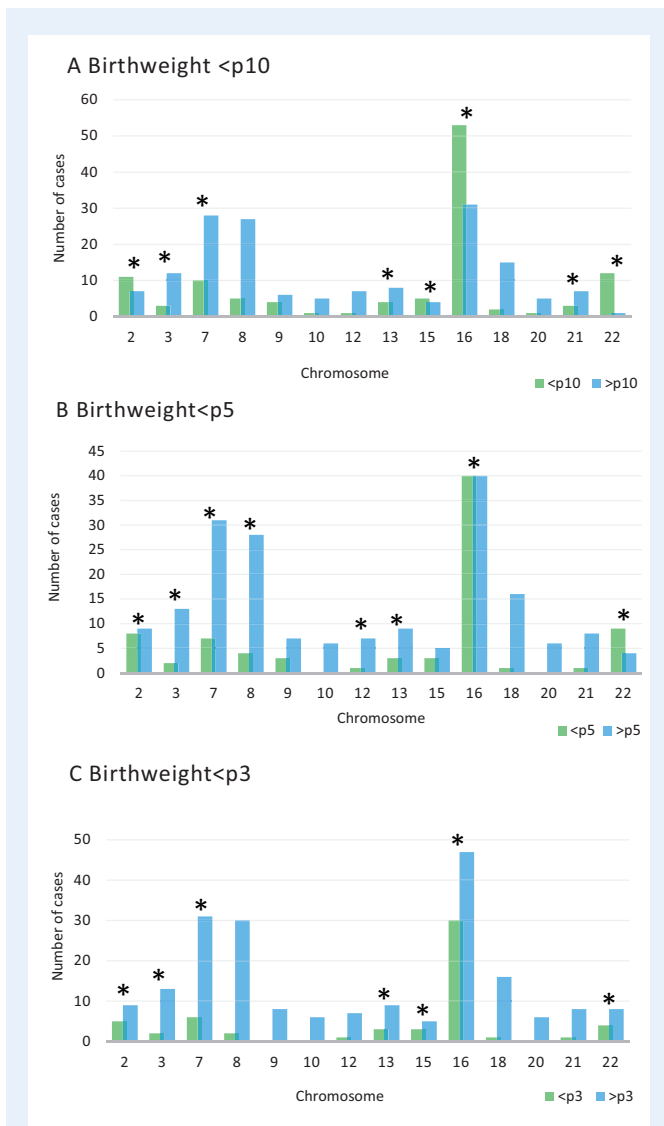 A Birthweight <p10
60
50
40
30
20
10
0
Number of cases
* * * * * * * *
2 3 7 8 9 10 12 13 15 16 18 20 21 22
Chromosome
<p10 >p10
B Birthweight<p5
45
40
35
30
25
20
15
10
5
0
Number of cases
* * * * * * * *
2 3 7 8 9 10 12 13 15 16 18 20 21 22
Chromosome
<p5 >p5
C Birthweight<p3
50
40
30
20
10
0
Number of cases
* * * * * * *
2 3 7 8 9 10 12 13 15 16 18 20 21 22
Chromosome
<p3 >p3